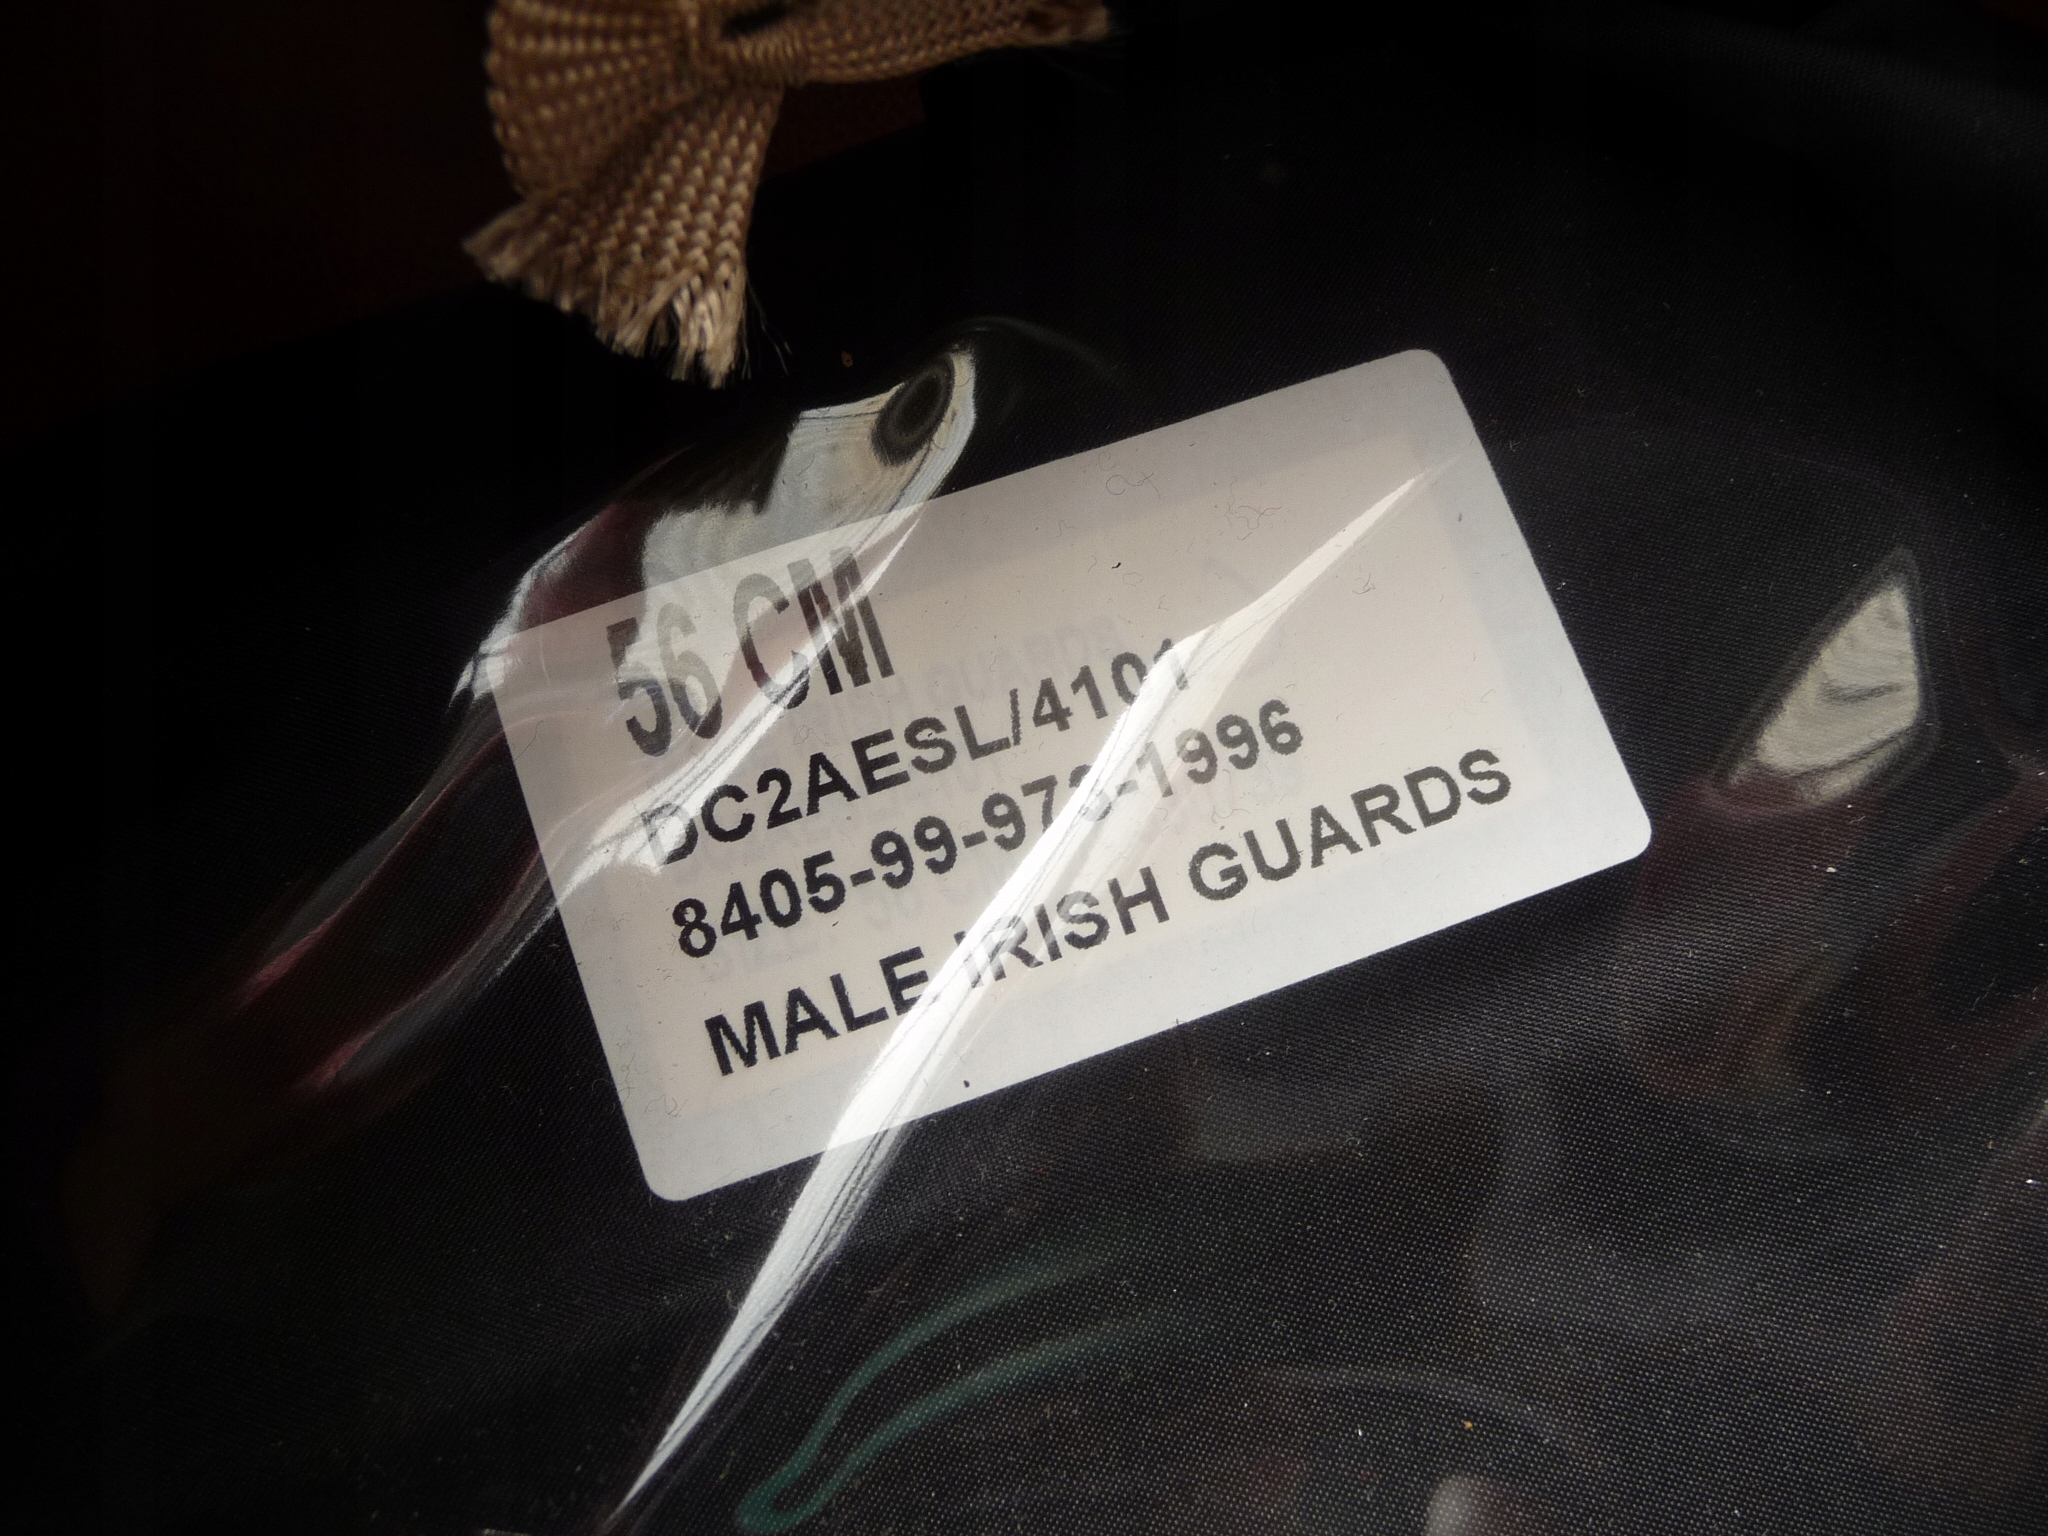 56 CM
DC2AESL/4101
8405-99-973-1996
MALE IRISH GUARDS